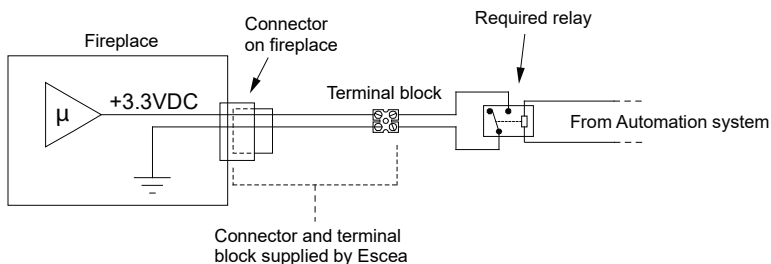 Required relay
Connector
on fireplace
Fireplace
+3.3VDC
Terminal block
μ
From Automation system
Connector and terminal
block supplied by Escea